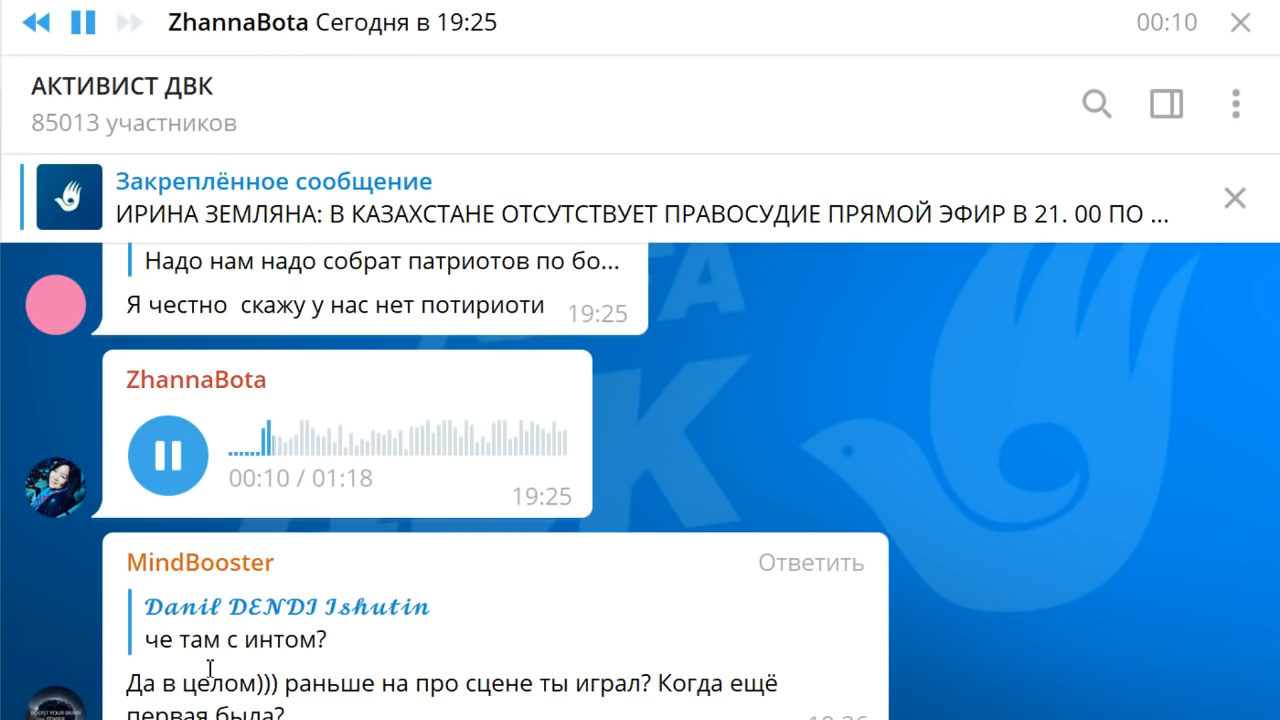 ZhannaBota Сегодня в 19:25
00:10
АКТИВИСТ ДВК
85013 участников
Закреплённое сообщение
ИРИНА ЗЕМЛЯНА: В КАЗАХСТАНЕ ОТСУТСТВУЕТ ПРАВОСУДИЕ ПРЯМОЙ ЭФИР В 21. 00 ПО ...
Надо нам надо собрат патриотов по бо...
Я честно скажу у нас нет потириоти
19:25
ZhannaBota
00:10 / 01:18
19:25
MindBooster
Ответить
Danil DENDI Ishutin
че там с интом?
Да в целом))) раньше на про сцене ты играл? Когда ещё
первая была?